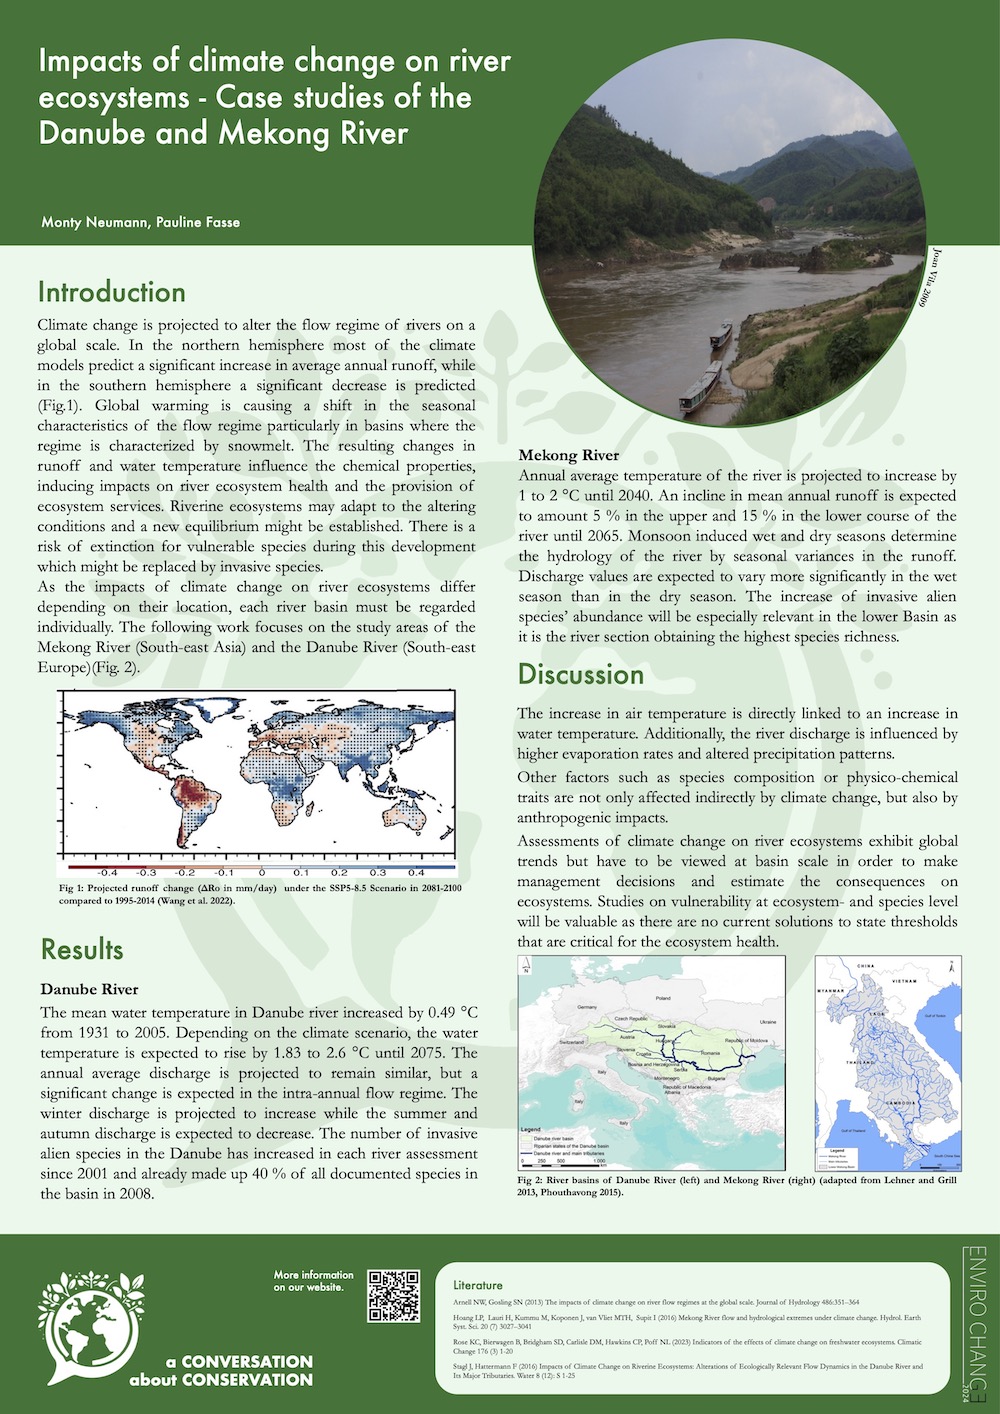 Impacts of climate change on river
ecosystems - Case studies of the
Danube and Mekong River
Monty Neumann, Pauline Fasse
Joan Vila 2009
Introduction
Climate change is projected to alter the flow regime of rivers on a
global scale. In the northern hemisphere most of the climate
models predict a significant increase in average annual runoff, while
in the southern hemisphere a significant decrease is predicted
(Fig.1). Global warming is causing a shift in the seasonal
characteristics of the flow regime particularly in basins where the
regime is characterized by snowmelt. The resulting changes in
runoff and water temperature influence the chemical properties,
inducing impacts on river ecosystem health and the provision of
ecosystem services. Riverine ecosystems may adapt to the altering
conditions and a new equilibrium might be established. There is a
risk of extinction for vulnerable species during this development
which might be replaced by invasive species.
As the impacts of climate change on river ecosystems differ
depending on their location, each river basin must be regarded
individually. The following work focuses on the study areas of the
Mekong River (South-east Asia) and the Danube River (South-east
Europe)(Fig. 2).
-0.4 -0.3 -0.2 -0.1 0 0.1 0.2 0.3 0.4
Fig 1: Projected runoff change (ΔRo in mm/day) under the SSP5-8.5 Scenario in 2081-2100
compared to 1995-2014 (Wang et al. 2022).
Results
Danube River
The mean water temperature in Danube river increased by 0.49 °C
from 1931 to 2005. Depending on the climate scenario, the water
temperature is expected to rise by 1.83 to 2.6 °C until 2075. The
annual average discharge is projected to remain similar, but a
significant change is expected in the intra-annual flow regime. The
winter discharge is projected to increase while the summer and
autumn discharge is expected to decrease. The number of invasive
alien species in the Danube has increased in each river assessment
since 2001 and already made up 40 % of all documented species in
the basin in 2008.
Mekong River
Annual average temperature of the river is projected to increase by
1 to 2 °C until 2040. An incline in mean annual runoff is expected
to amount 5 % in the upper and 15 % in the lower course of the
river until 2065. Monsoon induced wet and dry seasons determine
the hydrology of the river by seasonal variances in the runoff.
Discharge values are expected to vary more significantly in the wet
season than in the dry season. The increase of invasive alien
species' abundance will be especially relevant in the lower Basin as
it is the river section obtaining the highest species richness.
Discussion
The increase in air temperature is directly linked to an increase in
water temperature. Additionally, the river discharge is influenced by
higher evaporation rates and altered precipitation patterns.
Other factors such as species composition or physico-chemical
traits are not only affected indirectly by climate change, but also by
anthropogenic impacts.
Assessments of climate change on river ecosystems exhibit global
trends but have to be viewed at basin scale in order to make
management decisions and estimate the consequences on
ecosystems. Studies on vulnerability at ecosystem- and species level
will be valuable as there are no current solutions to state thresholds
that are critical for the ecosystem health.
N
Germany
Poland
Czech Republic
Ukraine
Slovakia
Austria
Switzerland
Hungary
Republic of Moldova
Slovenia
Croatia
Romania
Bosnia and Herzegovina
Serbia
Italy
Montenegro
Bulgaria
Republic of Macedonia
Albania
Italy
Italy
Legend
Danube river basin
Riparian states of the Danube basin
Danube river and main tributaries
0 250 500 1.000
km
CHINA
N
VIETNAM
MYANMAR
LAOS
Gulf of Tonkin
THAILAND
CAMBODIA
Gulf of Thailand
South China Sea
Legend
Fig 2: River basins of Danube River (left) and Mekong River (right) (adapted from Lehner and Grill
2013, Phouthavong 2015).
a CONVERSATION
about CONSERVATION
More information
on our website.
Literature
Arnell NW, Gosling SN (2013) The impacts of climate change on river flow regimes at the global scale. Journal of Hydrology 486:351–364
Hoang LP, Lauri H, Kummu M, Koponen J, van Vliet MTH, Supit I (2016) Mekong River flow and hydrological extremes under climate change. Hydrol. Earth
Syst. Sci. 20 (7) 3027–3041
Rose KC, Bierwagen B, Bridgham SD, Carlisle DM, Hawkins CP, Poff NL (2023) Indicators of the effects of climate change on freshwater ecosystems. Climatic
Change 176 (3) 1-20
Stagl J, Hattermann F (2016) Impacts of Climate Change on Riverine Ecosystems: Alterations of Ecologically Relevant Flow Dynamics in the Danube River and
Its Major Tributaries. Water 8 (12): S 1-25
ENVIRO CHANGE
2024